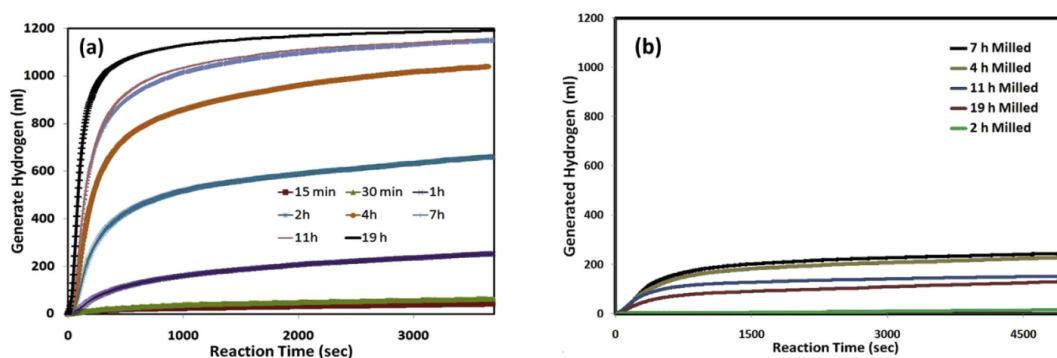 (a)
Generate Hydrogen (ml)
1200
1000
800
600
400
200
0
15 min 30 min 1h
2h 4h 7h
11h 19 h
0 1000 2000 3000
Reaction Time (sec)
(b)
Generated Hydrogen (ml)
1200
1000
800
600
400
200
0
7 h Milled
4 h Milled
11 h Milled
19 h Milled
2 h Milled
0 1500 3000 4500
Reaction Time (sec)